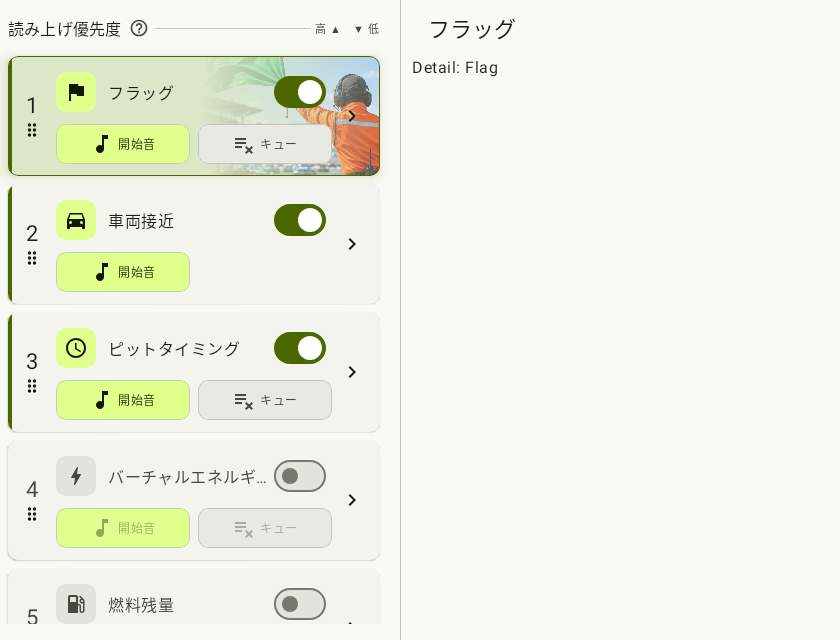 読み上げ優先度
高 ▲ ▼ 低
1
フラッグ
開始音
キュー
2
車両接近
開始音
3
ピットタイミング
開始音
キュー
4
バーチャルエネルギ...
開始音
キュー
5
燃料残量
フラッグ
Detail: Flag